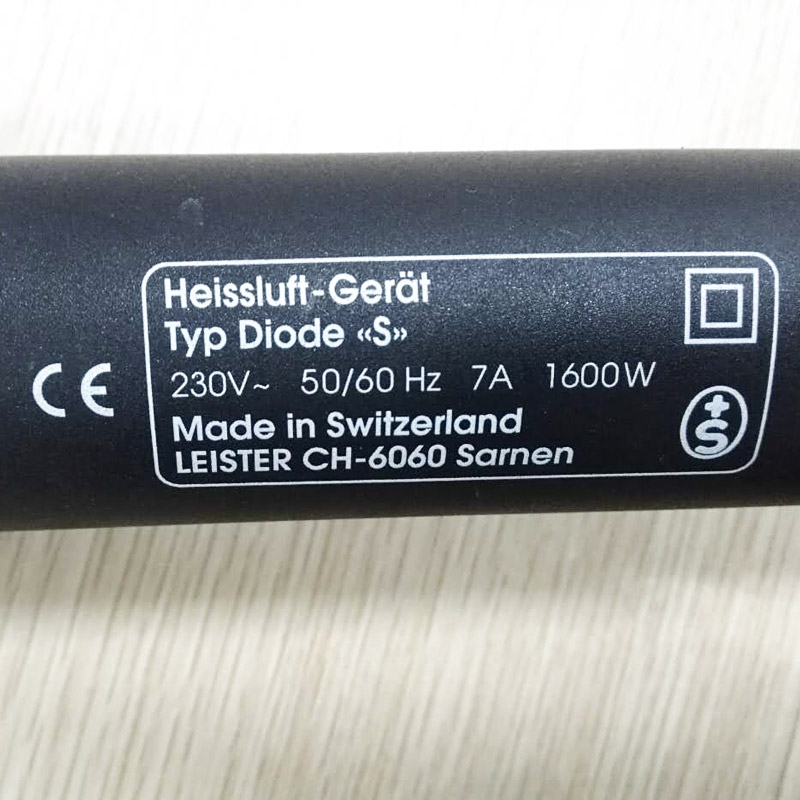 Heissluft-Gerät
Typ Diode «S»
230V~ 50/60 Hz 7A 1600W
Made in Switzerland
LEISTER CH-6060 Sarnen
CE
+S